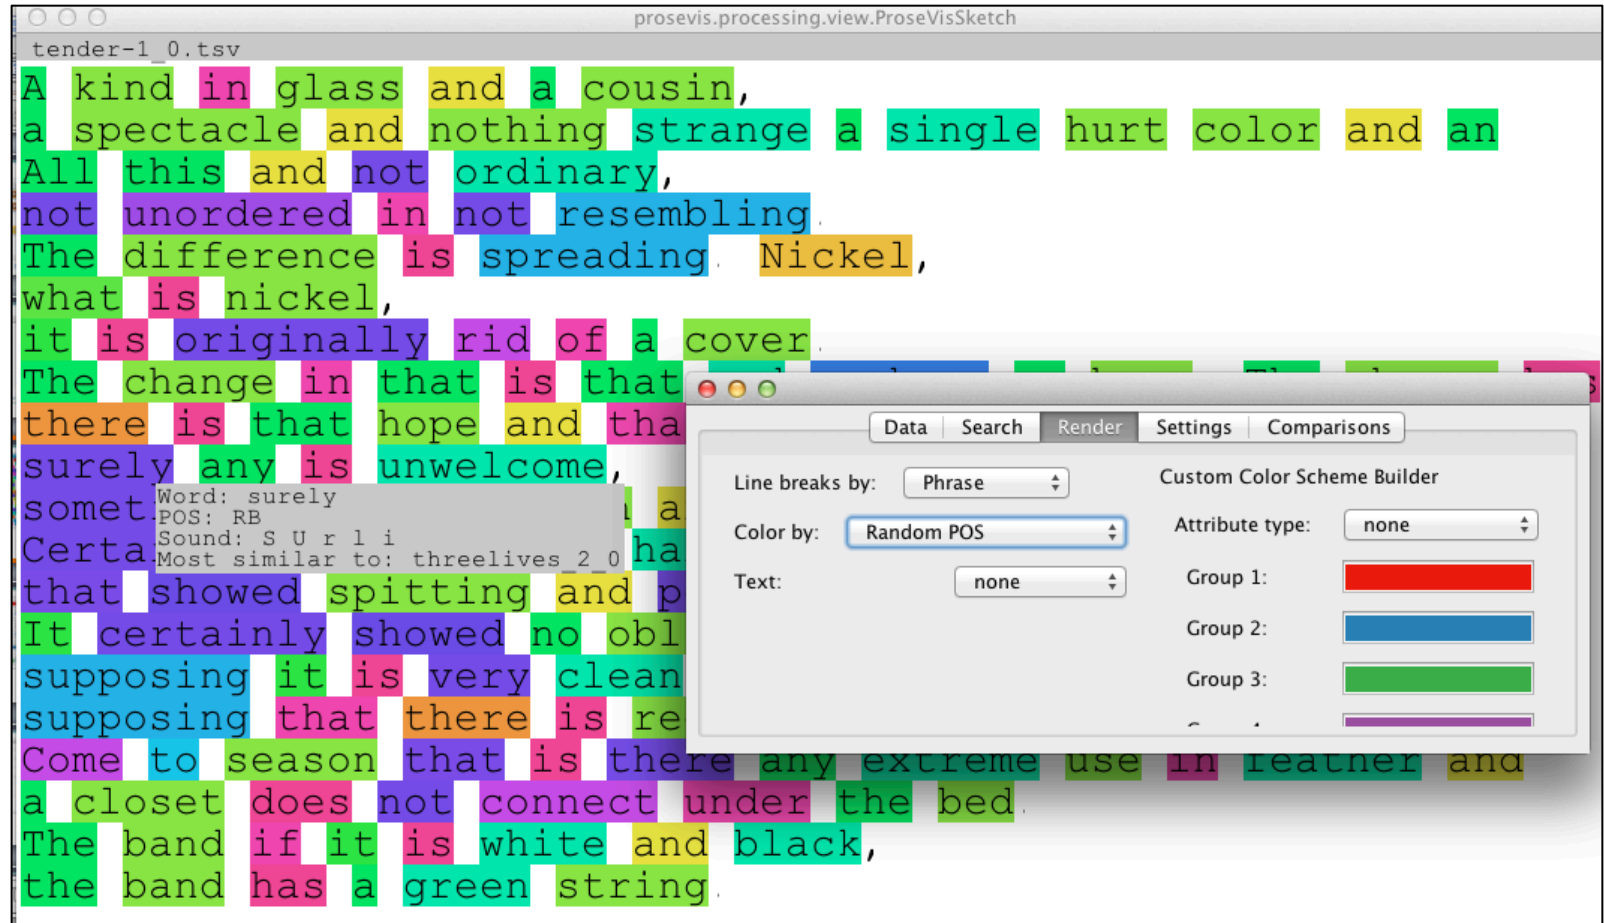 prosevis.processing.view.ProseVisSketch
tender-1_0.tsv
A kind in glass and a cousin,
a spectacle and nothing strange a single hurt color and an
All this and not ordinary,
not unordered in not resembling.
The difference is spreading. Nickel,
what is nickel,
it is originally rid of a cover.
The change in that is that
there is that hope and tha
surely any is unwelcome,
somet
Certa
ha
that showed spitting and p
It certainly showed no obl
supposing it is very clean
supposing that there is re
Come to season that is there any extreme use in feather and
a closet does not connect under the bed.
The band if it is white and black,
the band has a green string.
Word: surely
POS: RB
Sound: S U r l i
Most similar to: threelives_2_0
Data Search Render Settings Comparisons
Line breaks by: Phrase
Color by: Random POS
Text: none
Custom Color Scheme Builder
Attribute type: none
Group 1:
Group 2:
Group 3: